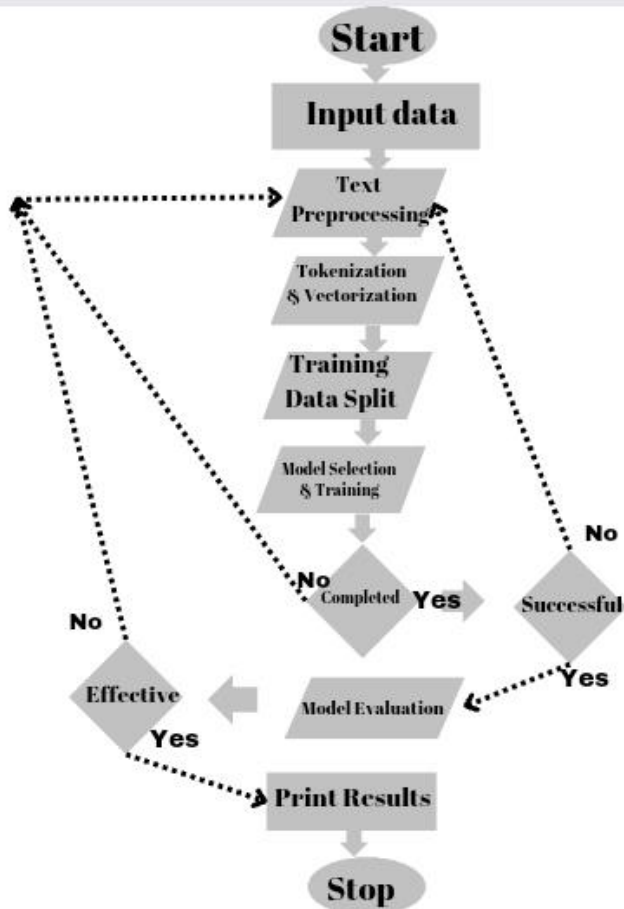 Start
Input data
Text
Preprocessing
Tokenization
& Vectorization
Training
Data Split
Model Selection
& Training
No
Completed
Yes
No
Successful
Yes
No
Effective
Yes
Model Evaluation
Print Results
Stop